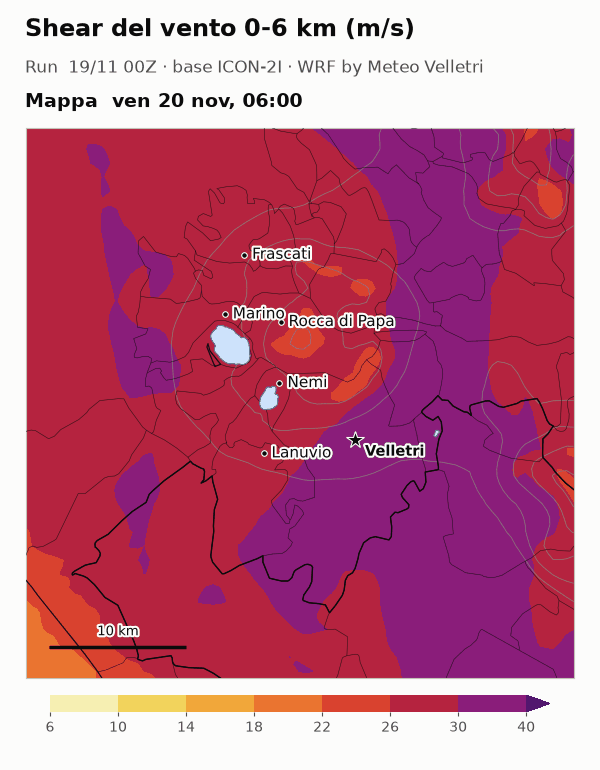 Shear del vento 0-6 km (m/s)
Run  19/11 00Z · base ICON-2I · WRF by Meteo Velletri
Mappa  ven 20 nov, 06:00
Frascati
Marino
Rocca di Papa
Nemi
Velletri
Lanuvio
10 km
6 10 14 18 22 26 30 40